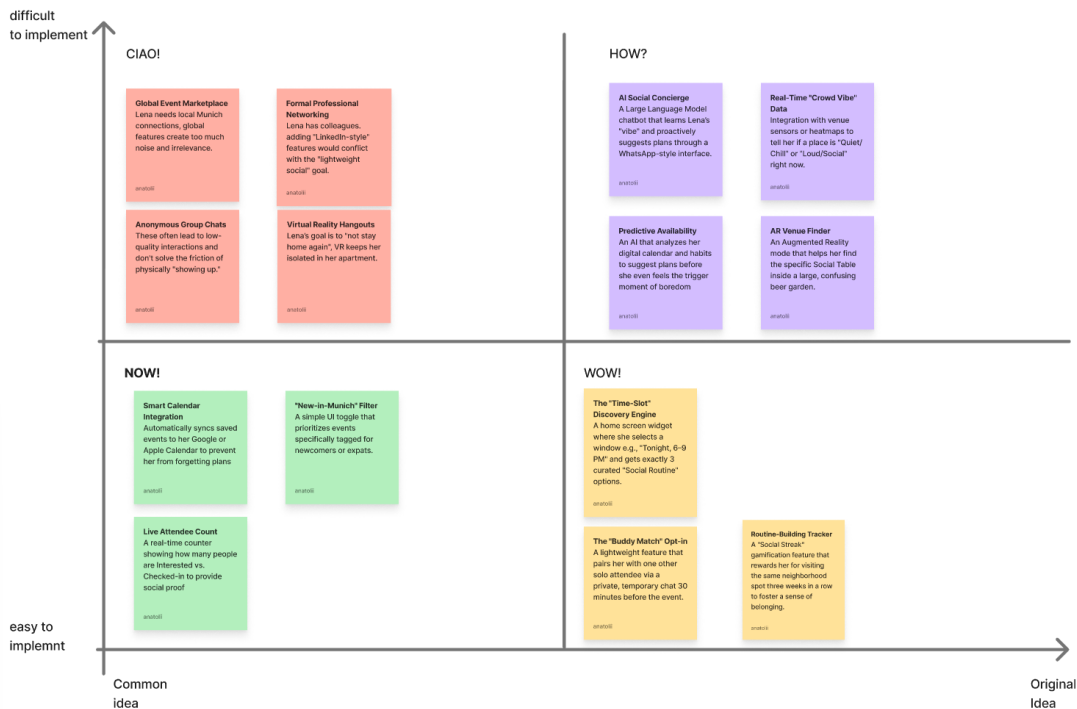 difficult
to implement
CIAO!
HOW?
Global Event Marketplace
Lena needs local Munich
connections, global
features create too much
noise and irrelevance.
anatolii
Formal Professional
Networking
Lena has colleagues.
adding "LinkedIn-style"
features would conflict
with the "lightweight
social" goal.
anatolii
AI Social Concierge
A Large Language Model
chatbot that learns Lena's
"vibe" and proactively
suggests plans through a
WhatsApp-style interface.
anatolii
Real-Time "Crowd Vibe"
Data
Integration with venue
sensors or heatmaps to
tell her if a place is "Quiet/
Chill" or "Loud/Social"
right now.
anatolii
Anonymous Group Chats
These often lead to low-
quality interactions and
don't solve the friction of
physically "showing up."
anatolii
Virtual Reality Hangouts
Lena's goal is to "not stay
home again", VR keeps her
isolated in her apartment.
anatolii
Predictive Availability
An AI that analyzes her
digital calendar and habits
to suggest plans before
she even feels the trigger
moment of boredom
anatolii
AR Venue Finder
An Augmented Reality
mode that helps her find
the specific Social Table
inside a large, confusing
beer garden.
anatolii
NOW!
WOW!
Smart Calendar
Integration
Automatically syncs saved
events to her Google or
Apple Calendar to prevent
her from forgetting plans
anatolii
"New-in-Munich" Filter
A simple UI toggle that
prioritizes events
specifically tagged for
newcomers or expats.
anatolii
The "Time-Slot"
Discovery Engine
A home screen widgot
where she selects a
window e.g., "Tonight, 6-9
PM" and gets exactly 3
curated "Social Routine"
options.
anatolii
Live Attendee Count
A real-time counter
showing how many people
are Interested vs.
Checked-in to provide
social proof
anatolii
The "Buddy Match" Opt-in
A lightweight feature that
pairs her with one other
solo attendee via a
private, temporary chat 30
minutes before the event.
anatolii
Routine-Building Tracker
A "Social Streak"
gamification feature that
rewards her for visiting
the same neighborhood
spot three weeks in a row
to foster a sense of
belonging.
anatolii
easy to
implemnt
Common
idea
Original
Idea